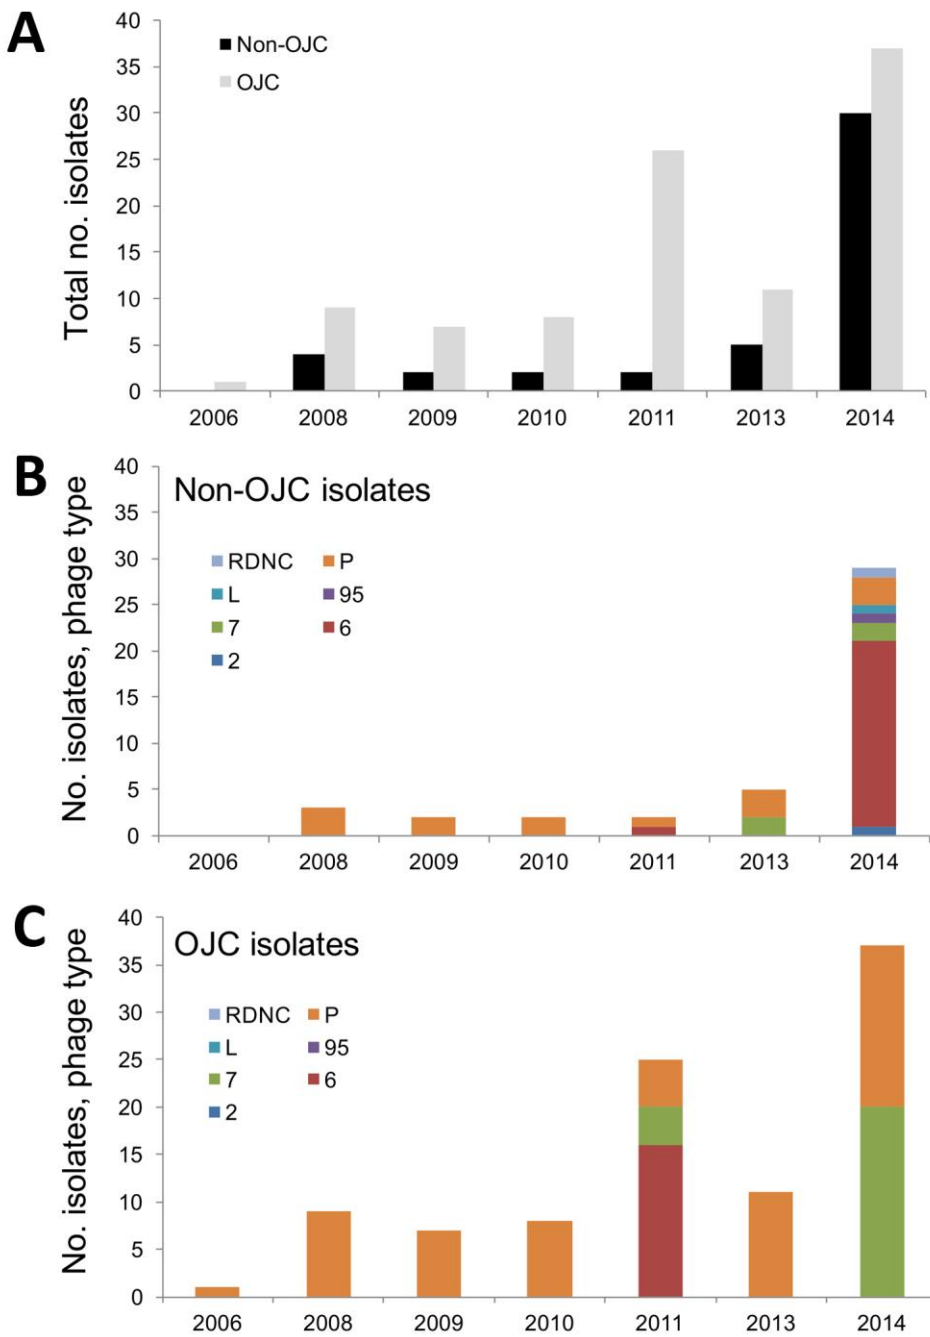 A
Total no. isolates
40
35
30
25
20
15
10
5
0
Non-OJC
OJC
2006 2008 2009 2010 2011 2013 2014
B
No. isolates, phage type
40
35
30
25
20
15
10
5
0
Non-OJC isolates
RDNC P
L 95
7 6
2
2006 2008 2009 2010 2011 2013 2014
C
No. isolates, phage type
40
35
30
25
20
15
10
5
0
OJC isolates
RDNC P
L 95
7 6
2
2006 2008 2009 2010 2011 2013 2014